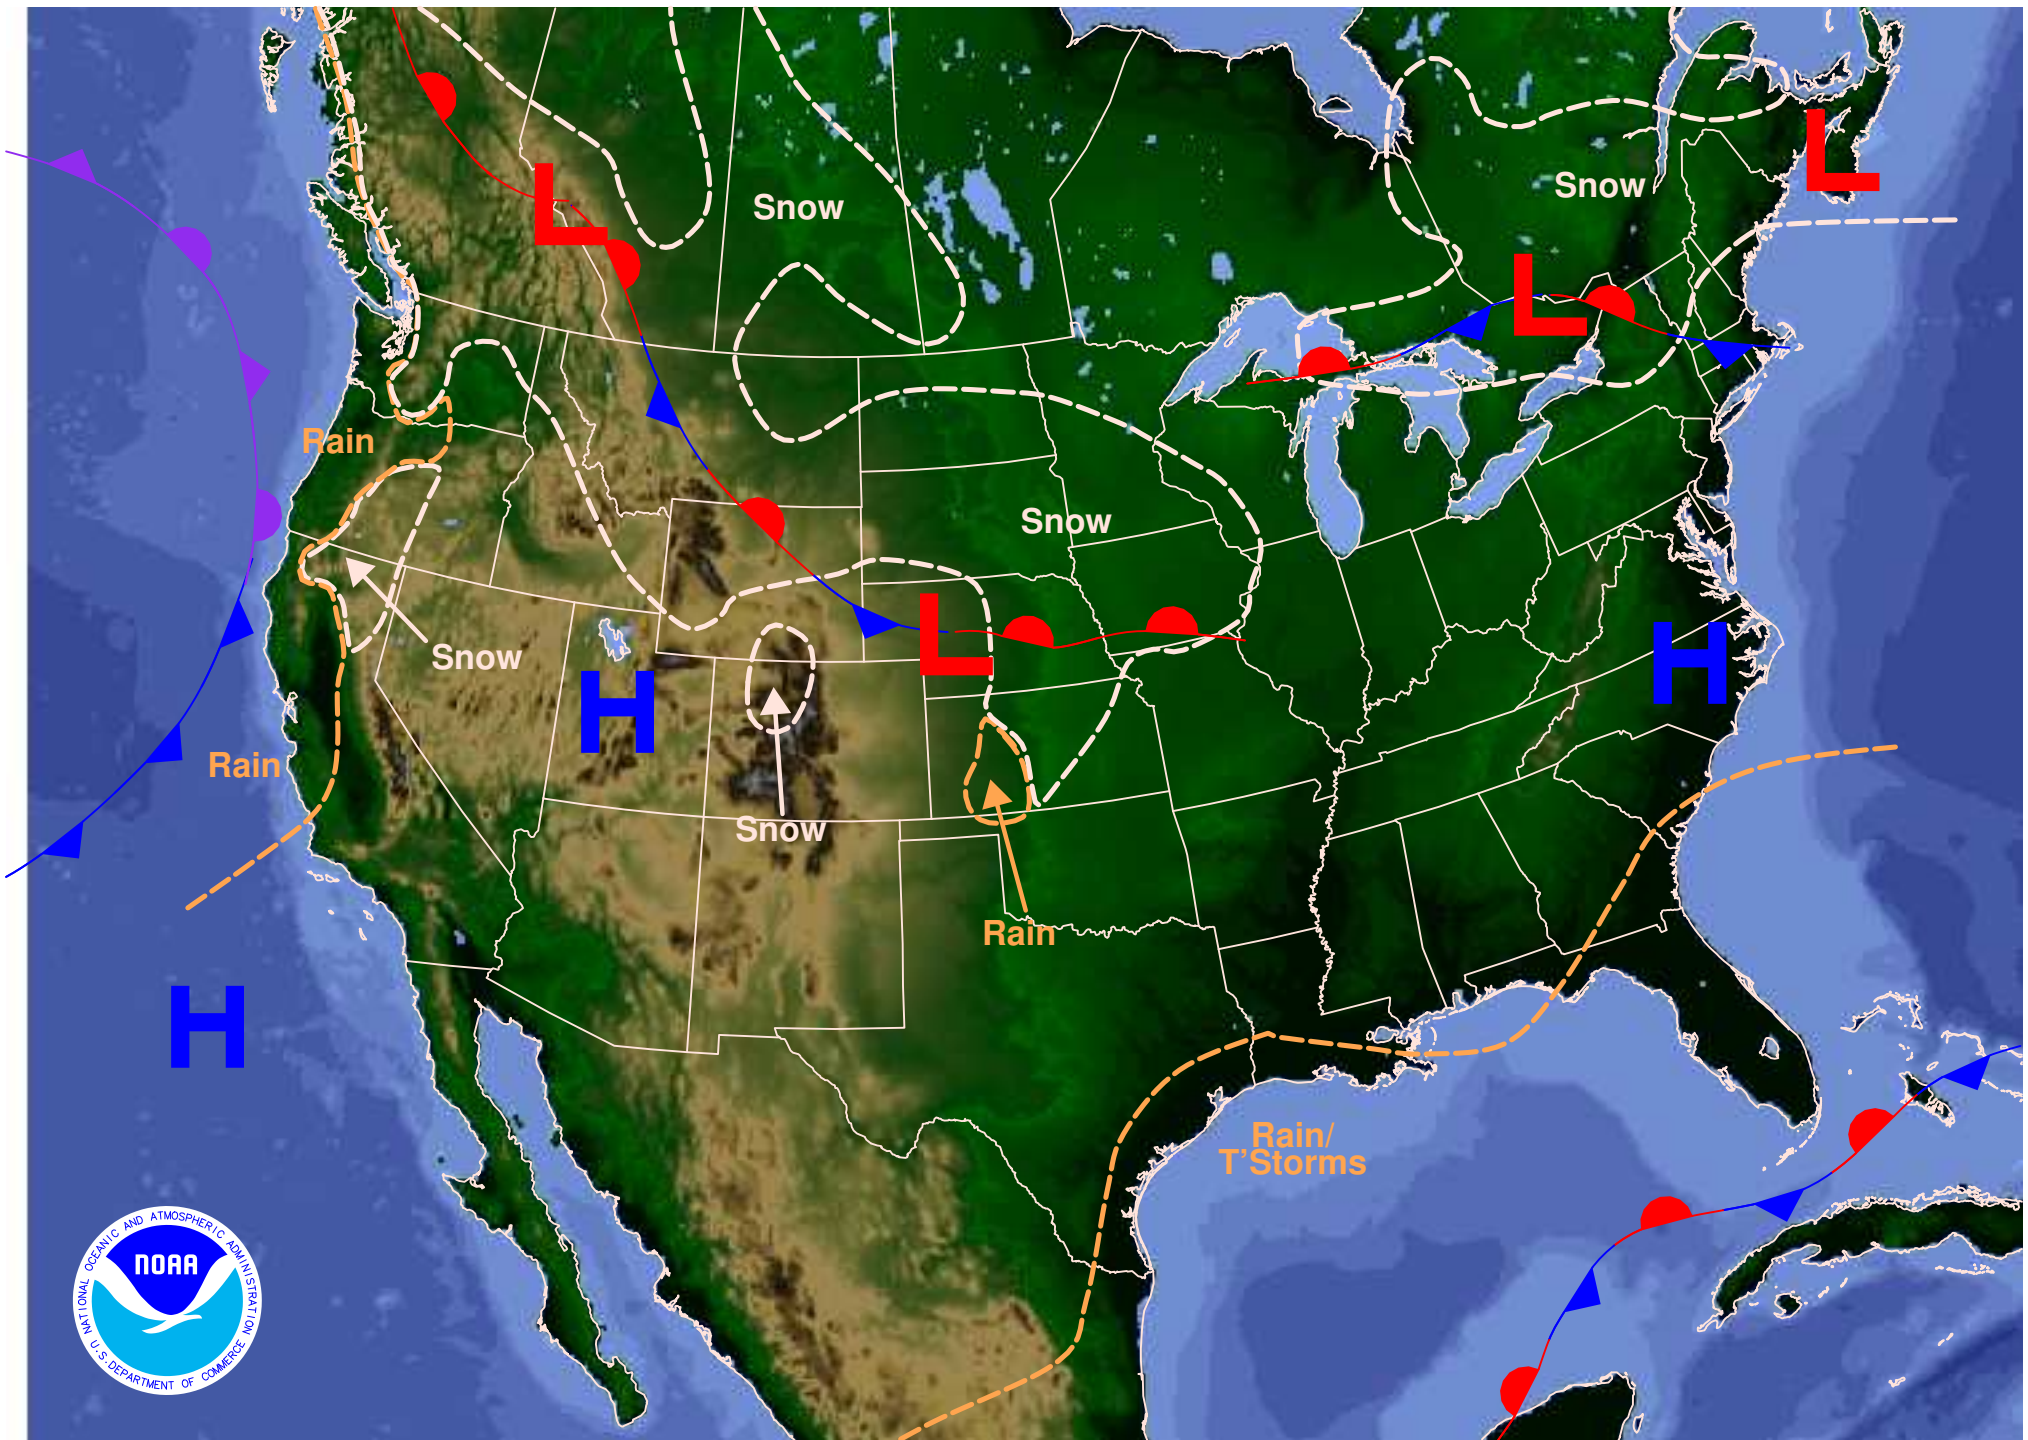 L
Snow
Snow
L
L
Rain
Snow
L
H
Snow
H
Rain
Snow
Rain
H
Rain/
T'Storms
NATIONAL OCEANIC AND ATMOSPHERIC ADMINISTRATION
NOAA
U.S. DEPARTMENT OF COMMERCE